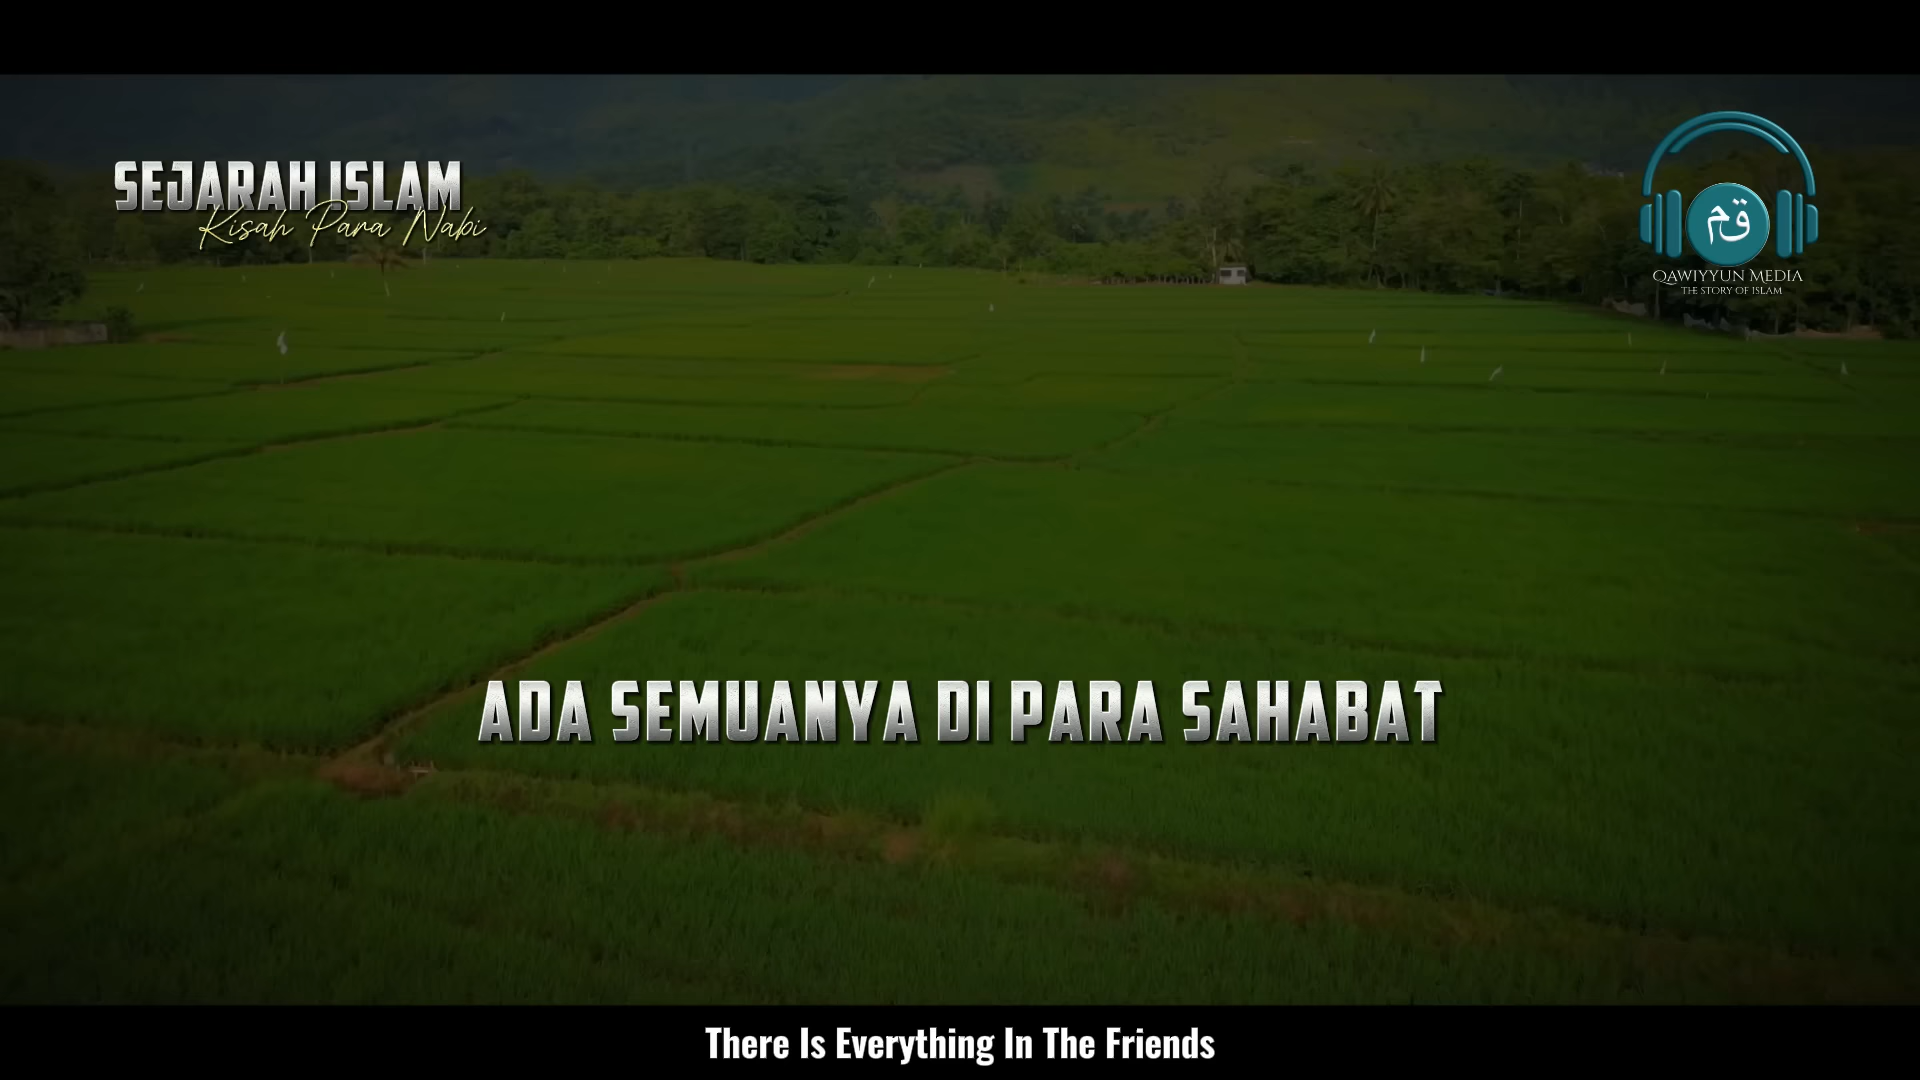 SEJARAH ISLAM
Kisah Para Nabi
قم
QAWIYYUN MEDIA
THE STORY OF ISLAM
ADA SEMUANYA DI PARA SAHABAT
There Is Everything In The Friends